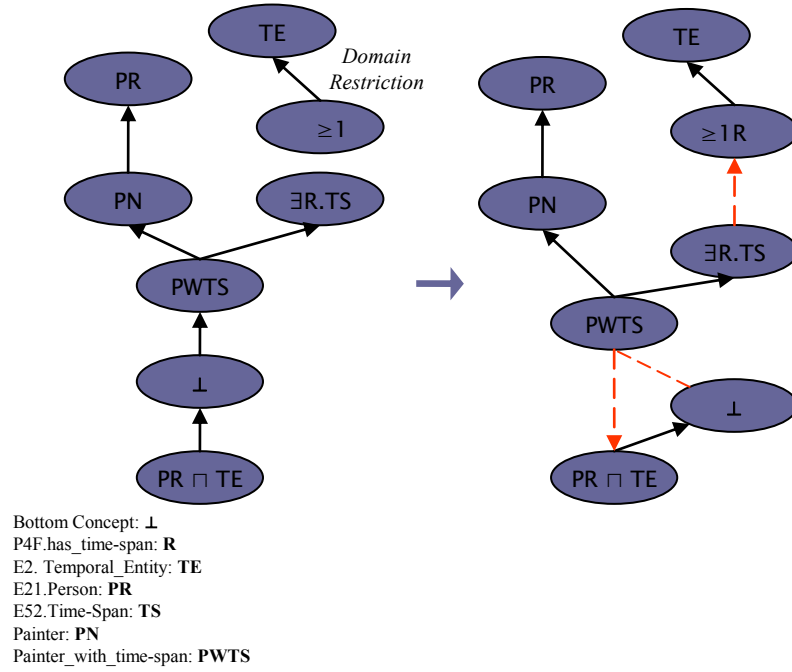 TE
Domain
Restriction
PR
≥1
PN
∃R.TS
PWTS
⊥
PR ⊓ TE
TE
PR
≥1R
PN
∃R.TS
PWTS
⊥
PR ⊓ TE
Bottom Concept: ⊥
P4F.has_time-span: R
E2. Temporal_Entity: TE
E21.Person: PR
E52.Time-Span: TS
Painter: PN
Painter_with_time-span: PWTS